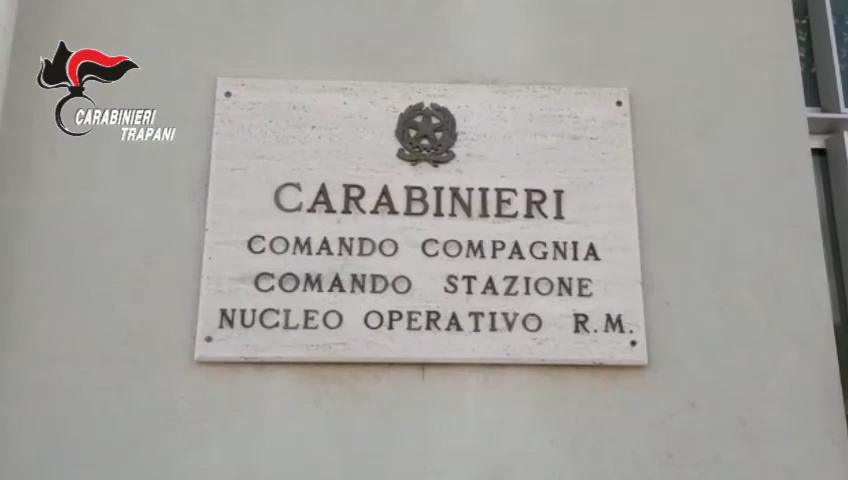 CARABINIERI
TRAPANI
CARABINIERI
COMANDO COMPAGNIA
COMANDO STAZIONE
NUCLEO OPERATIVO R.M.